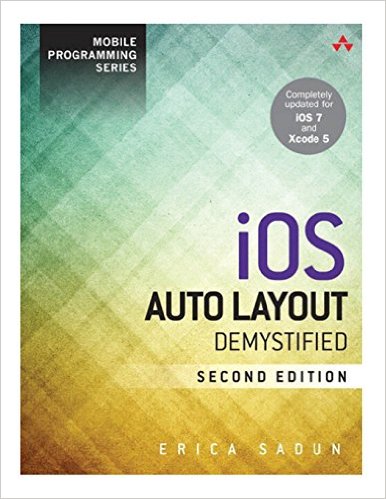 MOBILE
PROGRAMMING
SERIES
Completely
updated for
iOS 7
and
Xcode 5
iOS
AUTO LAYOUT
DEMYSTIFIED
SECOND EDITION
ERICA SADUN